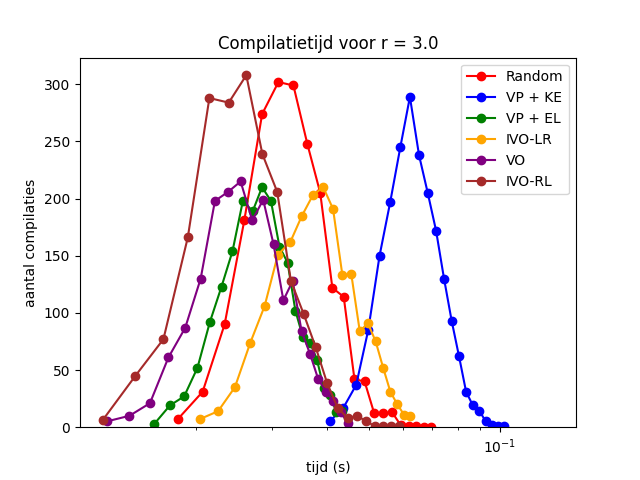 Compilatietijd voor r = 3.0
aantal compilaties
300
250
200
150
100
50
0
Random
VP + KE
VP + EL
IVO-LR
VO
IVO-RL
10⁻¹
tijd (s)